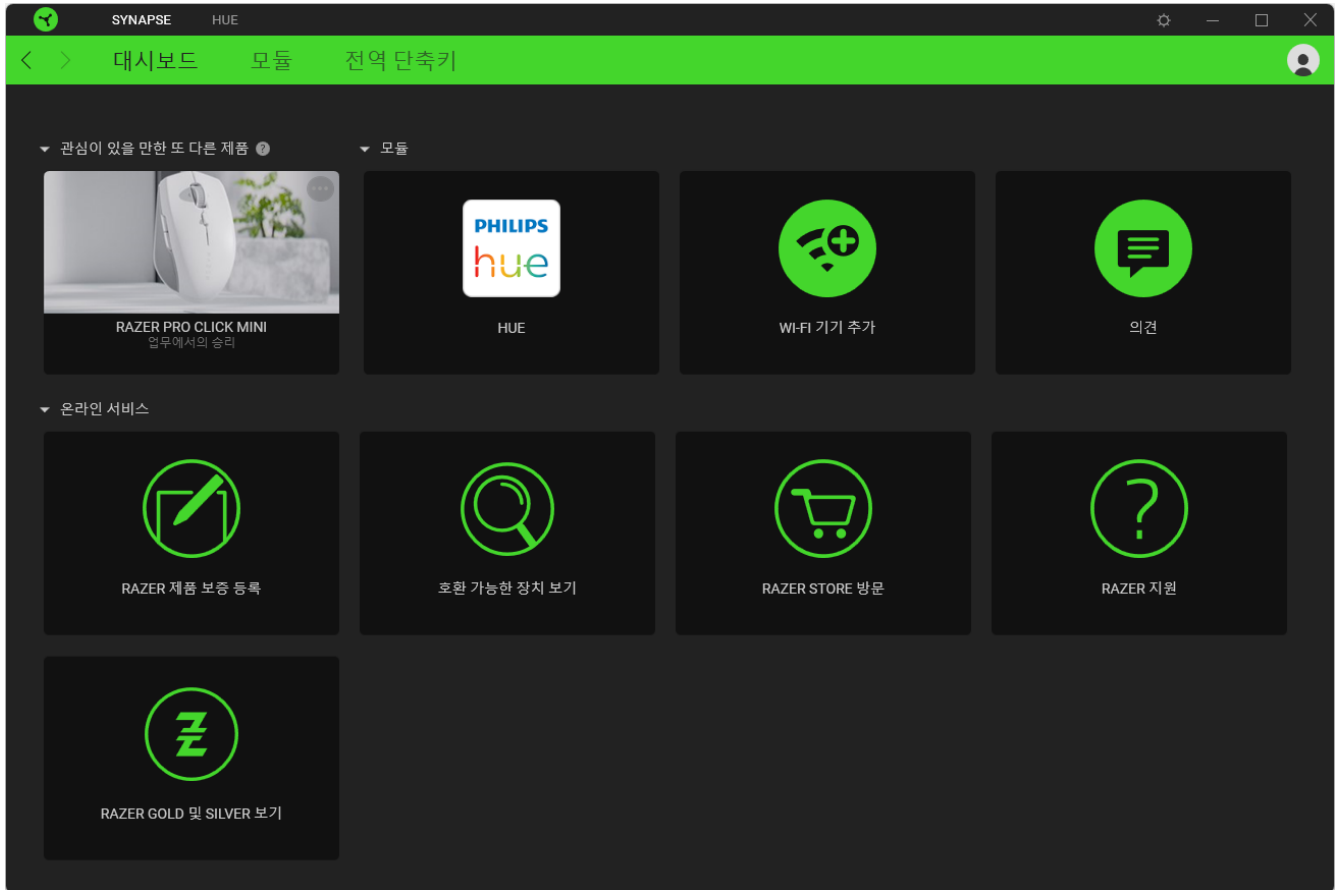 SYNAPSE HUE
대시보드 모듈 전역 단축키
관심이 있을 만한 또 다른 제품 ?
RAZER PRO CLICK MINI
업무에서의 승리
모듈
PHILIPS
hue
HUE
WI-FI 기기 추가
의견
온라인 서비스
RAZER 제품 보증 등록
호환 가능한 장치 보기
RAZER STORE 방문
RAZER 지원
RAZER GOLD 및 SILVER 보기